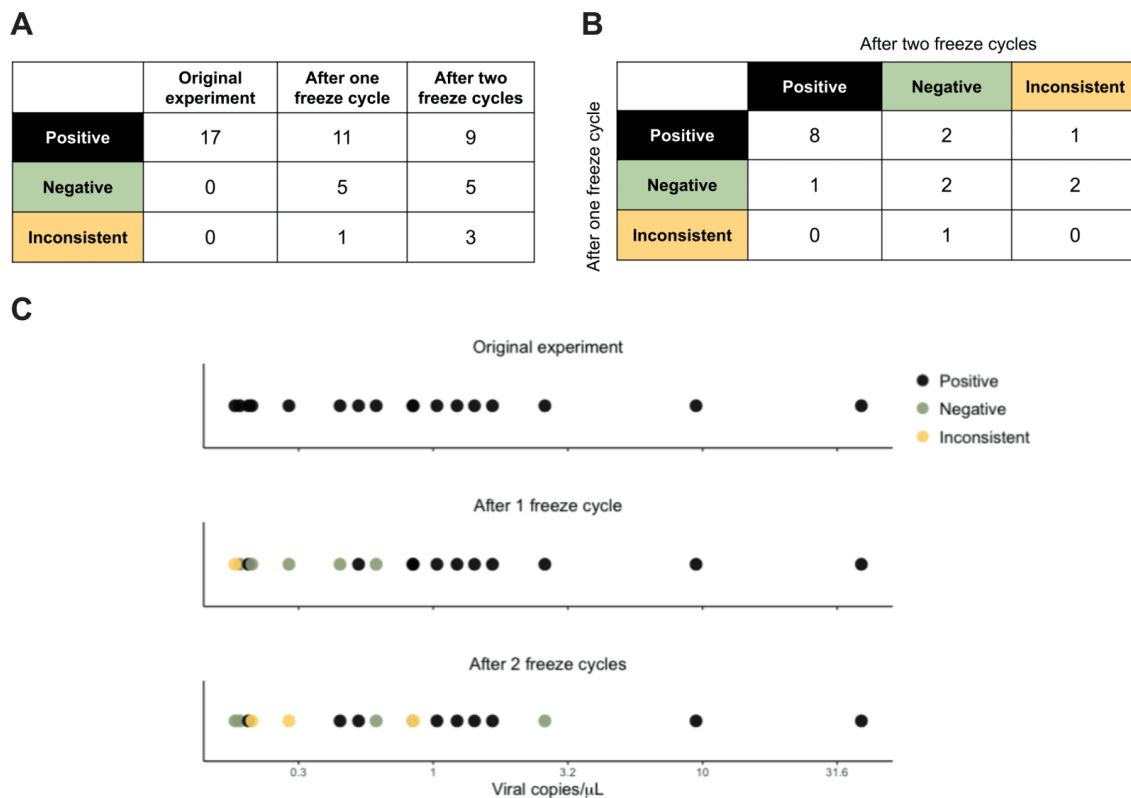 A
Original experiment
After one freeze cycle
After two freeze cycles
Positive 17 11 9
Negative 0 5 5
Inconsistent 0 1 3
B
After two freeze cycles
Positive Negative Inconsistent
After one freeze cycle
Positive 8 2 1
Negative 1 2 2
Inconsistent 0 1 0
C
Original experiment
Positive
Negative
Inconsistent
After 1 freeze cycle
After 2 freeze cycles
0.3 1 3.2 10 31.6
Viral copies/μL